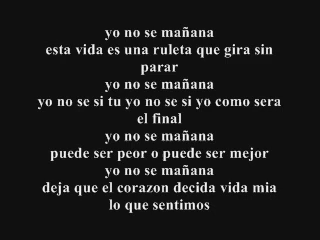 yo no se mañana
esta vida es una ruleta que gira sin
parar
yo no se mañana
yo no se si tu yo no se si yo como sera
el final
yo no se mañana
puede ser peor o puede ser mejor
yo no se mañana
deja que el corazon decida vida mia
lo que sentimos